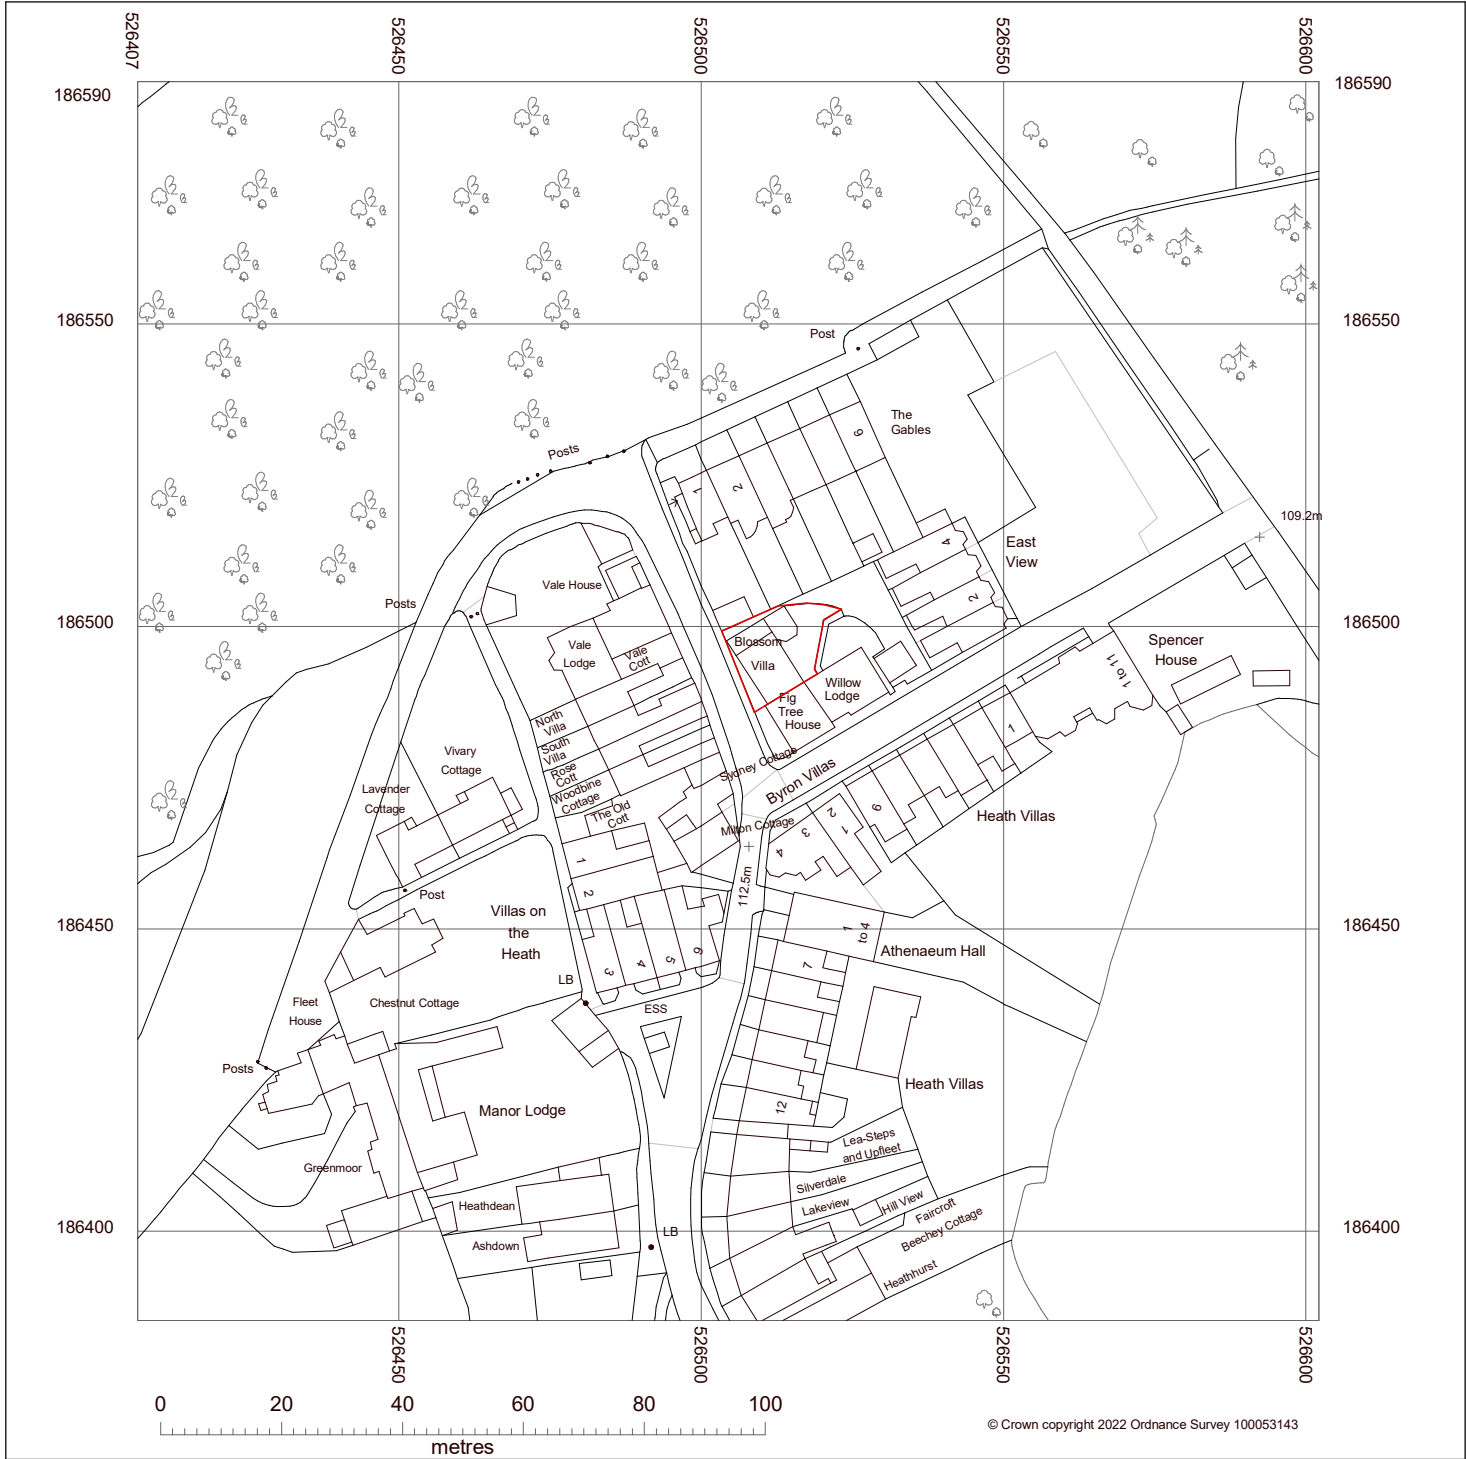 526407
526450
526500
526550
526600
186590
186590
186550
186550
Post
The
Gables
6
Posts
1
2
109.2m
East
View
4
2
Vale House
Posts
186500
186500
Vale
Lodge
Vale
Cott
Blossom
Villa
Willow
Lodge
Fig
Tree
House
Spencer
House
1 to 11
North
Villa
South
Villa
Rose
Cott
Woodbine
Cottage
The Old
Cott
Vivary
Cottage
Lavender
Cottage
Sydney Cottage
Byron Villas
Milton Cottage
1
Heath Villas
6
2
1
3
4
112.5m
1
2
Post
Villas on
the
Heath
186450
186450
1
to 4
Athenaeum Hall
7
3
4
5
6
LB
ESS
Fleet
House
Chestnut Cottage
Posts
Manor Lodge
Heath Villas
12
Lea-Steps
and Upfleet
Greenmoor
Silverdale
Lakeview
Hill View
Faircroft
Beechey Cottage
Heathhurst
Heathdean
Ashdown
LB
186400
186400
526450
526500
526550
526600
0 20 40 60 80 100
metres
© Crown copyright 2022 Ordnance Survey 100053143